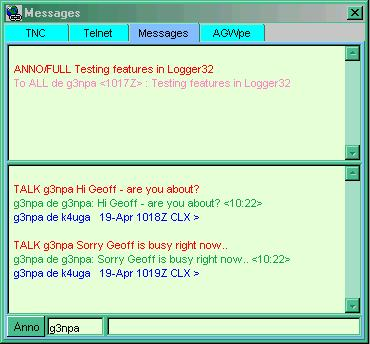 Messages
TNC Telnet Messages AGWpe
ANNO/FULL Testing features in Logger32
To ALL de g3npa <1017Z> : Testing features in Logger32
TALK g3npa Hi Geoff - are you about?
g3npa de g3npa: Hi Geoff - are you about? <10:22>
g3npa de k4uga 19-Apr 1018Z CLX >
TALK g3npa Sorry Geoff is busy right now..
g3npa de g3npa: Sorry Geoff is busy right now.. <10:22>
g3npa de k4uga 19-Apr 1019Z CLX >
Anno g3npa